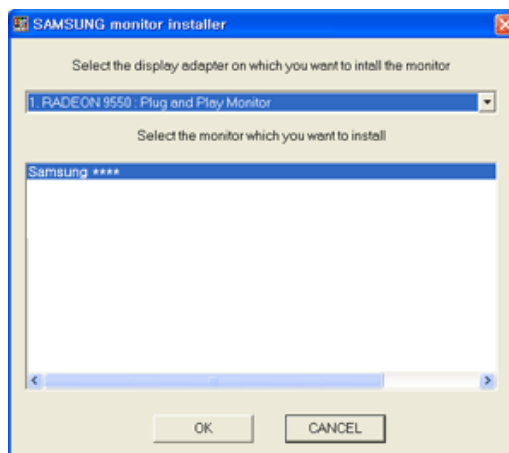 SAMSUNG monitor installer
Select the display adapter on which you want to intall the monitor
1. RADEON 9550 : Plug and Play Monitor
Select the monitor which you want to install
Samsung ****
OK
CANCEL